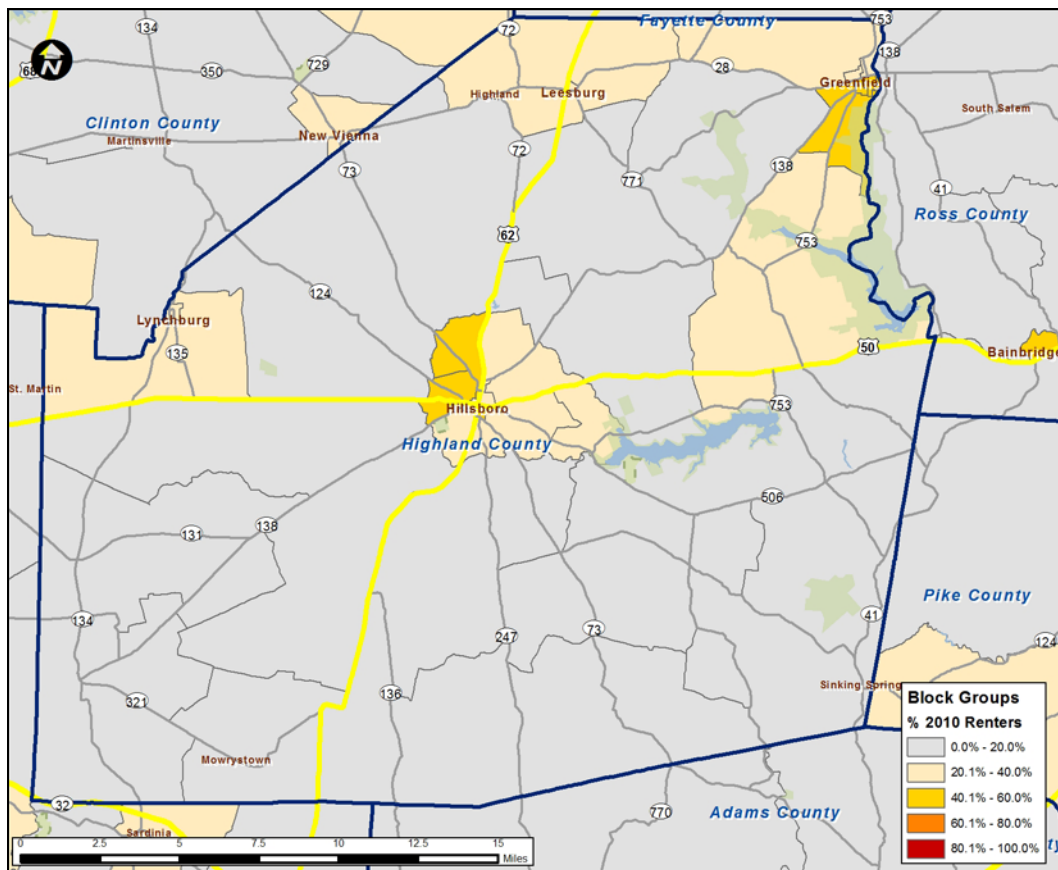 Fayette County
753
134
72
138
N
68
350
729
28
Greenfield
Highland
Leesburg
South Salem
Clinton County
Martinsville
New Vienna
72
73
138
771
41
Ross County
62
753
124
Lynchburg
135
50
Bainbridge
St. Martin
753
Hillsboro
Highland County
506
138
131
Pike County
134
247
73
41
124
Sinking Spring
136
321
Mowrystown
32
770
Adams County
Sardinia
Block Groups
% 2010 Renters
0.0% - 20.0%
20.1% - 40.0%
40.1% - 60.0%
60.1% - 80.0%
80.1% - 100.0%
0 2.5 5 7.5 10 15
Miles